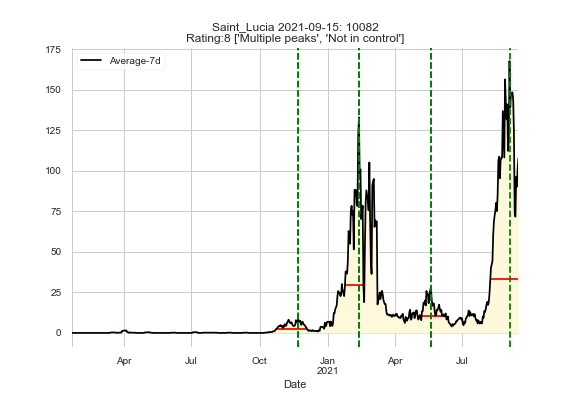 Saint_Lucia 2021-09-15: 10082
Rating:8 ['Multiple peaks', 'Not in control']
Average-7d
175
150
125
100
75
50
25
0
Apr Jul Oct Jan Apr Jul
2021
Date